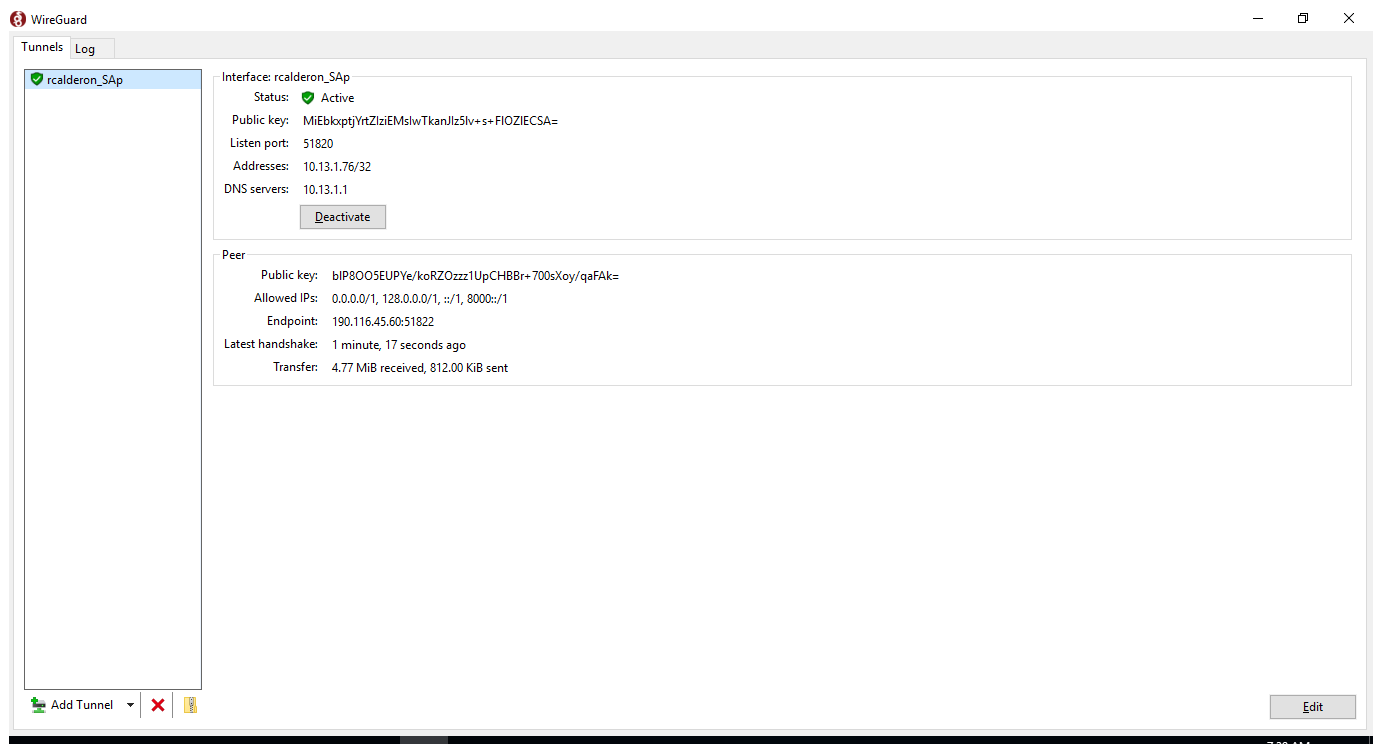 WireGuard
Tunnels Log
rcalderon_SAp
Interface: rcalderon_SAp
Status: Active
Public key: MiEbkxptjYrtZIziEMslwTkanJIz5lv+s+FIOZIECSA=
Listen port: 51820
Addresses: 10.13.1.76/32
DNS servers: 10.13.1.1
Deactivate
Peer
Public key: bIP8OO5EUPYe/koRZOzzz1UpCHBBr+700sXoy/qaFAk=
Allowed IPs: 0.0.0.0/1, 128.0.0.0/1, ::/1, 8000::/1
Endpoint: 190.116.45.60:51822
Latest handshake: 1 minute, 17 seconds ago
Transfer: 4.77 MiB received, 812.00 KiB sent
Add Tunnel
Edit